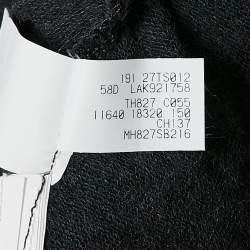 191 27TS012
58D LAK921758
TH827 C055
11640 18320 150
CH137
MH827SB216